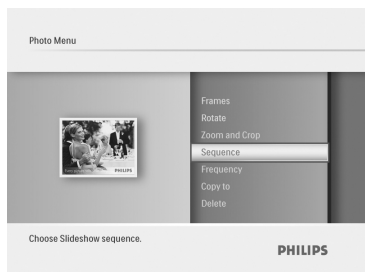 Photo Menu
Frames
Rotate
Zoom and Crop
Sequence
Frequency
Copy to
Delete
PHILIPS
Choose Slideshow sequence.
PHILIPS